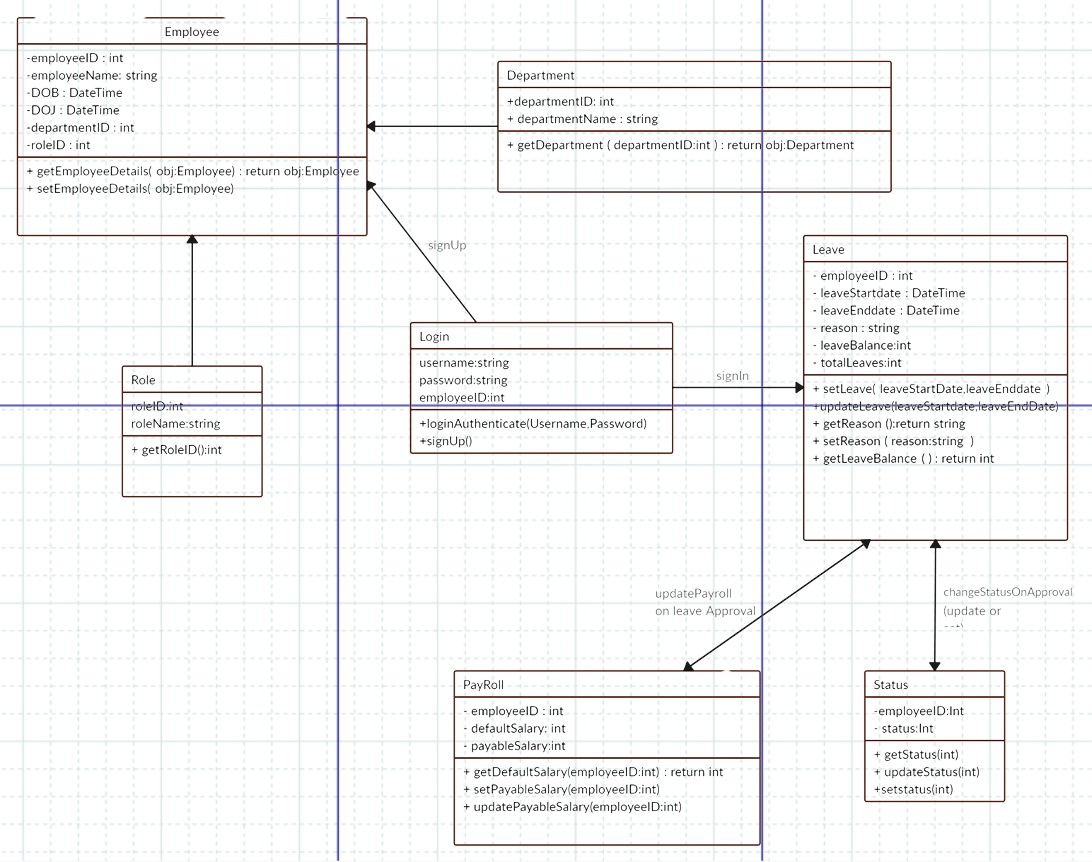 Employee
-employeeID : int
-employeeName: string
-DOB : DateTime
-DOJ : DateTime
-departmentID : int
-roleID : int
+ getEmployeeDetails( obj:Employee) : return obj:Employee
+ setEmployeeDetails( obj:Employee)
Department
+departmentID: int
+ departmentName : string
+ getDepartment ( departmentID:int ) : return obj:Department
signUp
Leave
- employeeID : int
- leaveStartdate : DateTime
- leaveEnddate : DateTime
- reason : string
- leaveBalance:int
- totalLeaves:int
+ setLeave( leaveStartDate,leaveEnddate )
+updateLeave(leaveStartdate,leaveEndDate)
+ getReason ():return string
+ setReason ( reason:string )
+ getLeaveBalance ( ) : return int
Login
username:string
password:string
employeeID:int
+loginAuthenticate(Username,Password)
+signUp()
signIn
Role
roleID:int
roleName:string
+ getRoleID():int
updatePayroll
on leave Approval
changeStatusOnApproval
(update or
PayRoll
- employeeID : int
- defaultSalary: int
- payableSalary:int
+ getDefaultSalary(employeeID:int) : return int
+ setPayableSalary(employeeID:int)
+ updatePayableSalary(employeeID:int)
Status
-employeeID:Int
- status:Int
+ getStatus(int)
+ updateStatus(int)
+setstatus(int)